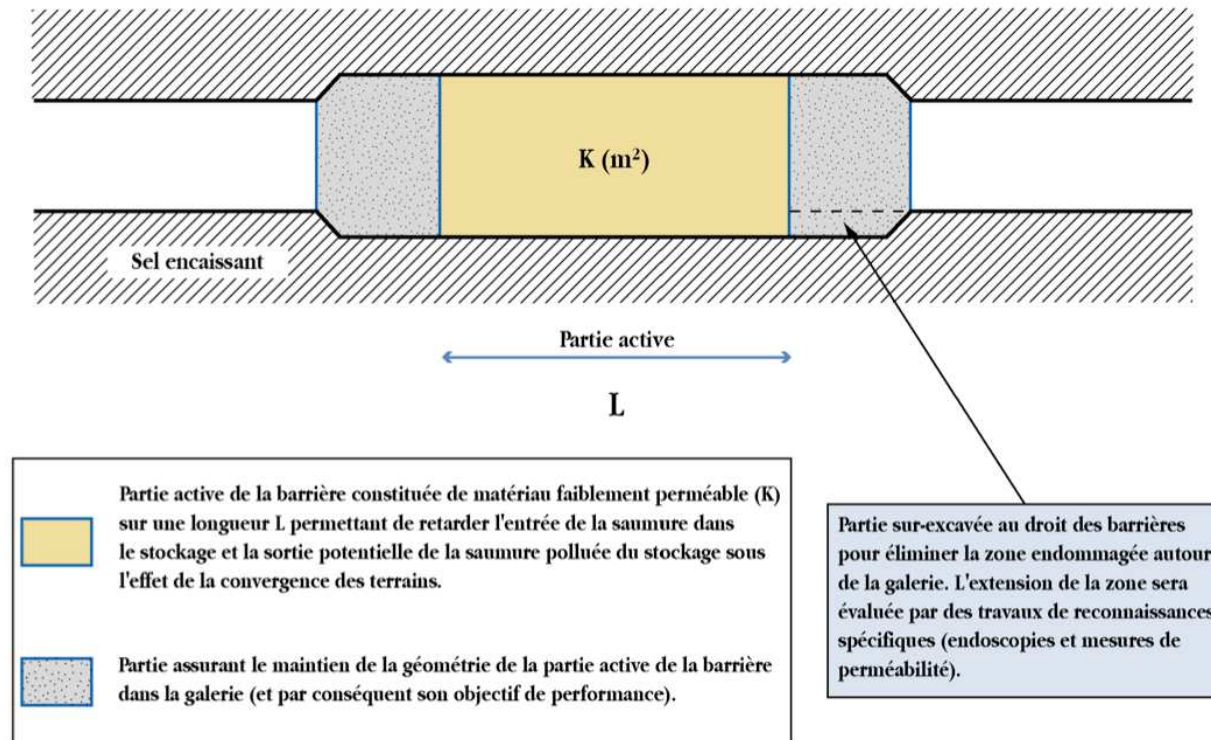 K (m²)
Sel encaissant
Partie active
L
Partie active de la barrière constituée de matériau faiblement perméable (K)
sur une longueur L permettant de retarder l'entrée de la saumure dans
le stockage et la sortie potentielle de la saumure polluée du stockage sous
l'effet de la convergence des terrains.
Partie assurant le maintien de la géométrie de la partie active de la barrière
dans la galerie (et par conséquent son objectif de performance).
Partie sur-excavée au droit des barrières
pour éliminer la zone endommagée autour
de la galerie. L'extension de la zone sera
évaluée par des travaux de reconnaissances
spécifiques (endoscopies et mesures de
perméabilité).